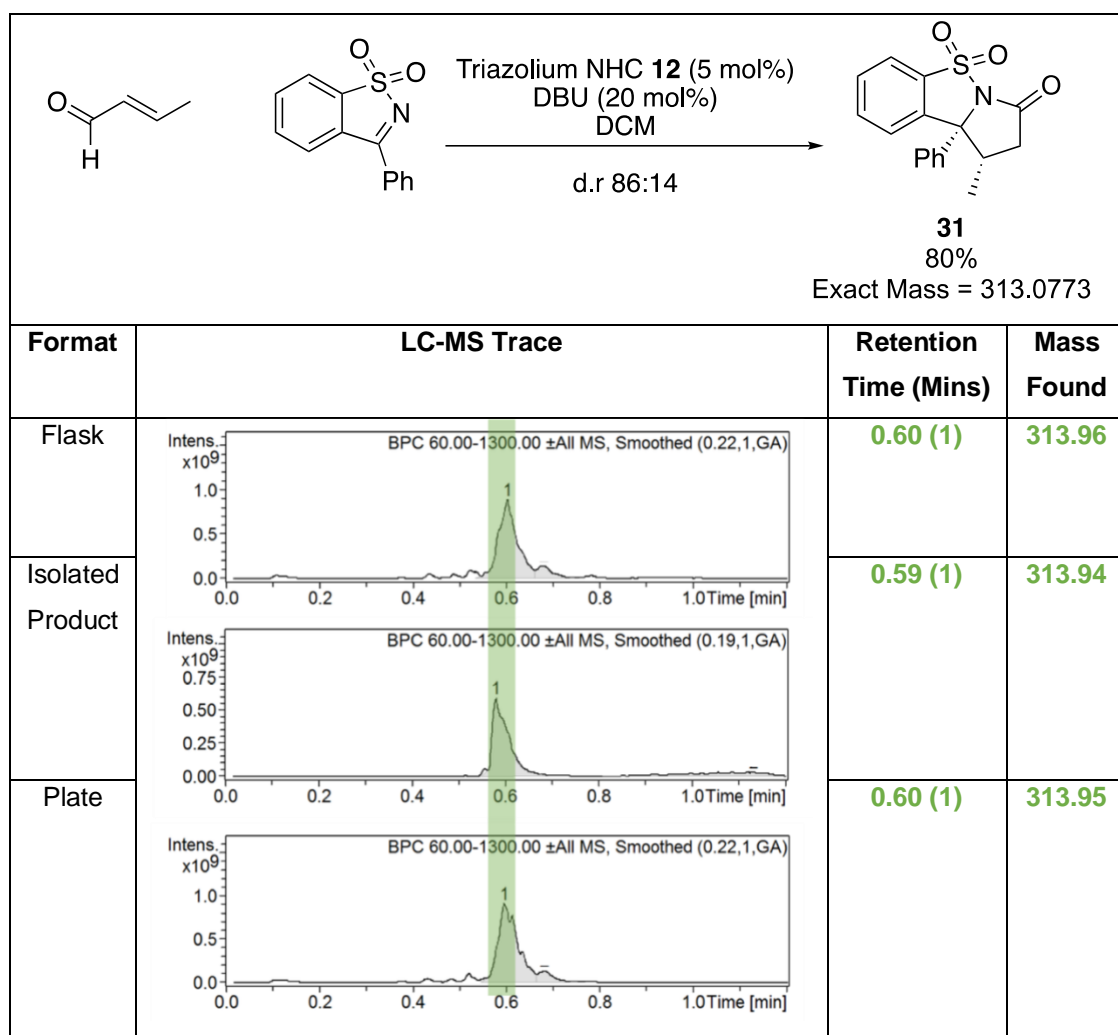 O
H
O
O
S
N
Ph
Triazolium NHC 12 (5 mol%)
DBU (20 mol%)
DCM
d.r 86:14
O
O
S
N
O
Ph
31
80%
Exact Mass = 313.0773
Format
LC-MS Trace
Retention
Time (Mins)
Mass
Found
Flask
Intens.
x10⁹
BPC 60.00-1300.00 ±All MS, Smoothed (0.22,1,GA)
1.0
0.5
0.0
1
0.0 0.2 0.4 0.6 0.8 1.0 Time [min]
0.60 (1)
313.96
Isolated
Product
Intens.
x10⁹
BPC 60.00-1300.00 ±All MS, Smoothed (0.19,1,GA)
0.75
0.50
0.25
0.00
1
0.0 0.2 0.4 0.6 0.8 1.0 Time [min]
0.59 (1)
313.94
Plate
Intens.
x10⁹
BPC 60.00-1300.00 ±All MS, Smoothed (0.22,1,GA)
1.0
0.5
0.0
1
0.0 0.2 0.4 0.6 0.8 1.0 Time [min]
0.60 (1)
313.95